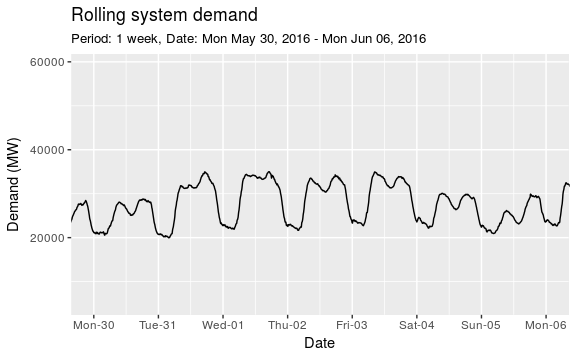 Rolling system demand
Period: 1 week, Date: Mon May 30, 2016 - Mon Jun 06, 2016
Demand (MW)
60000
40000
20000
Mon-30 Tue-31 Wed-01 Thu-02 Fri-03 Sat-04 Sun-05 Mon-06
Date